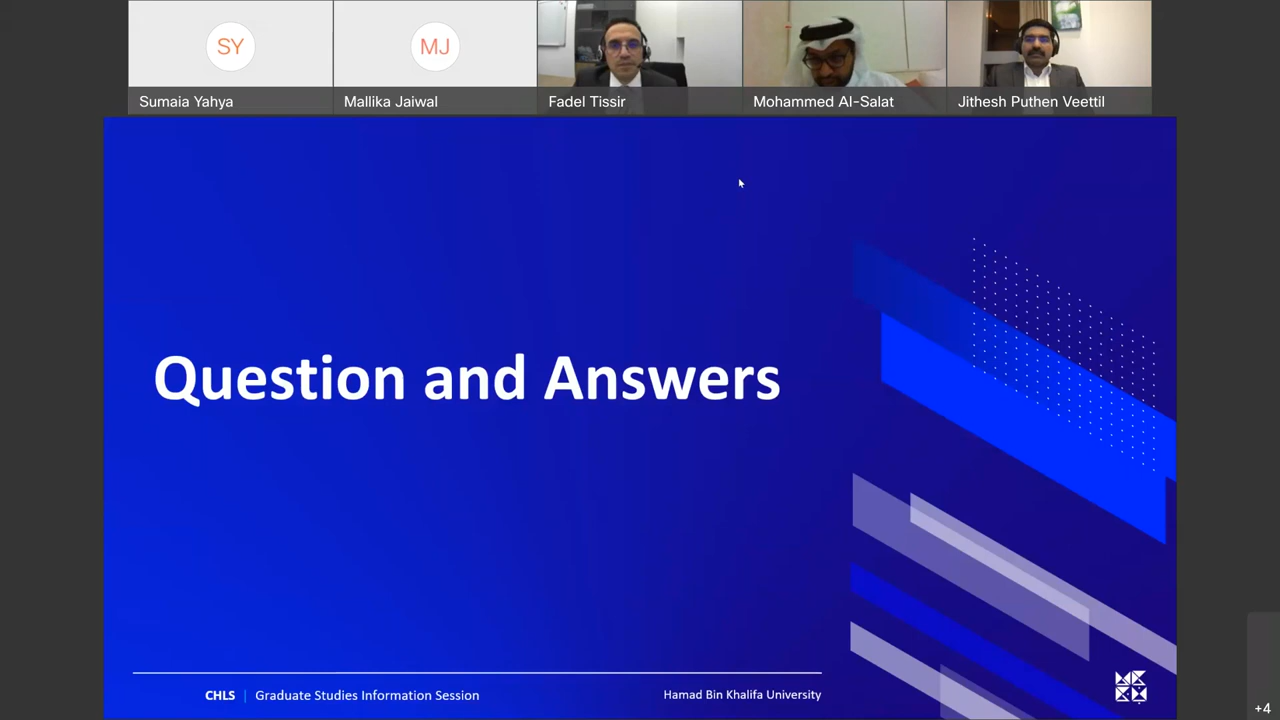 SY
MJ
Sumaia Yahya
Mallika Jaiwal
Fadel Tissir
Mohammed Al-Salat
Jithesh Puthen Veettil
Question and Answers
CHLS | Graduate Studies Information Session
Hamad Bin Khalifa University
+4